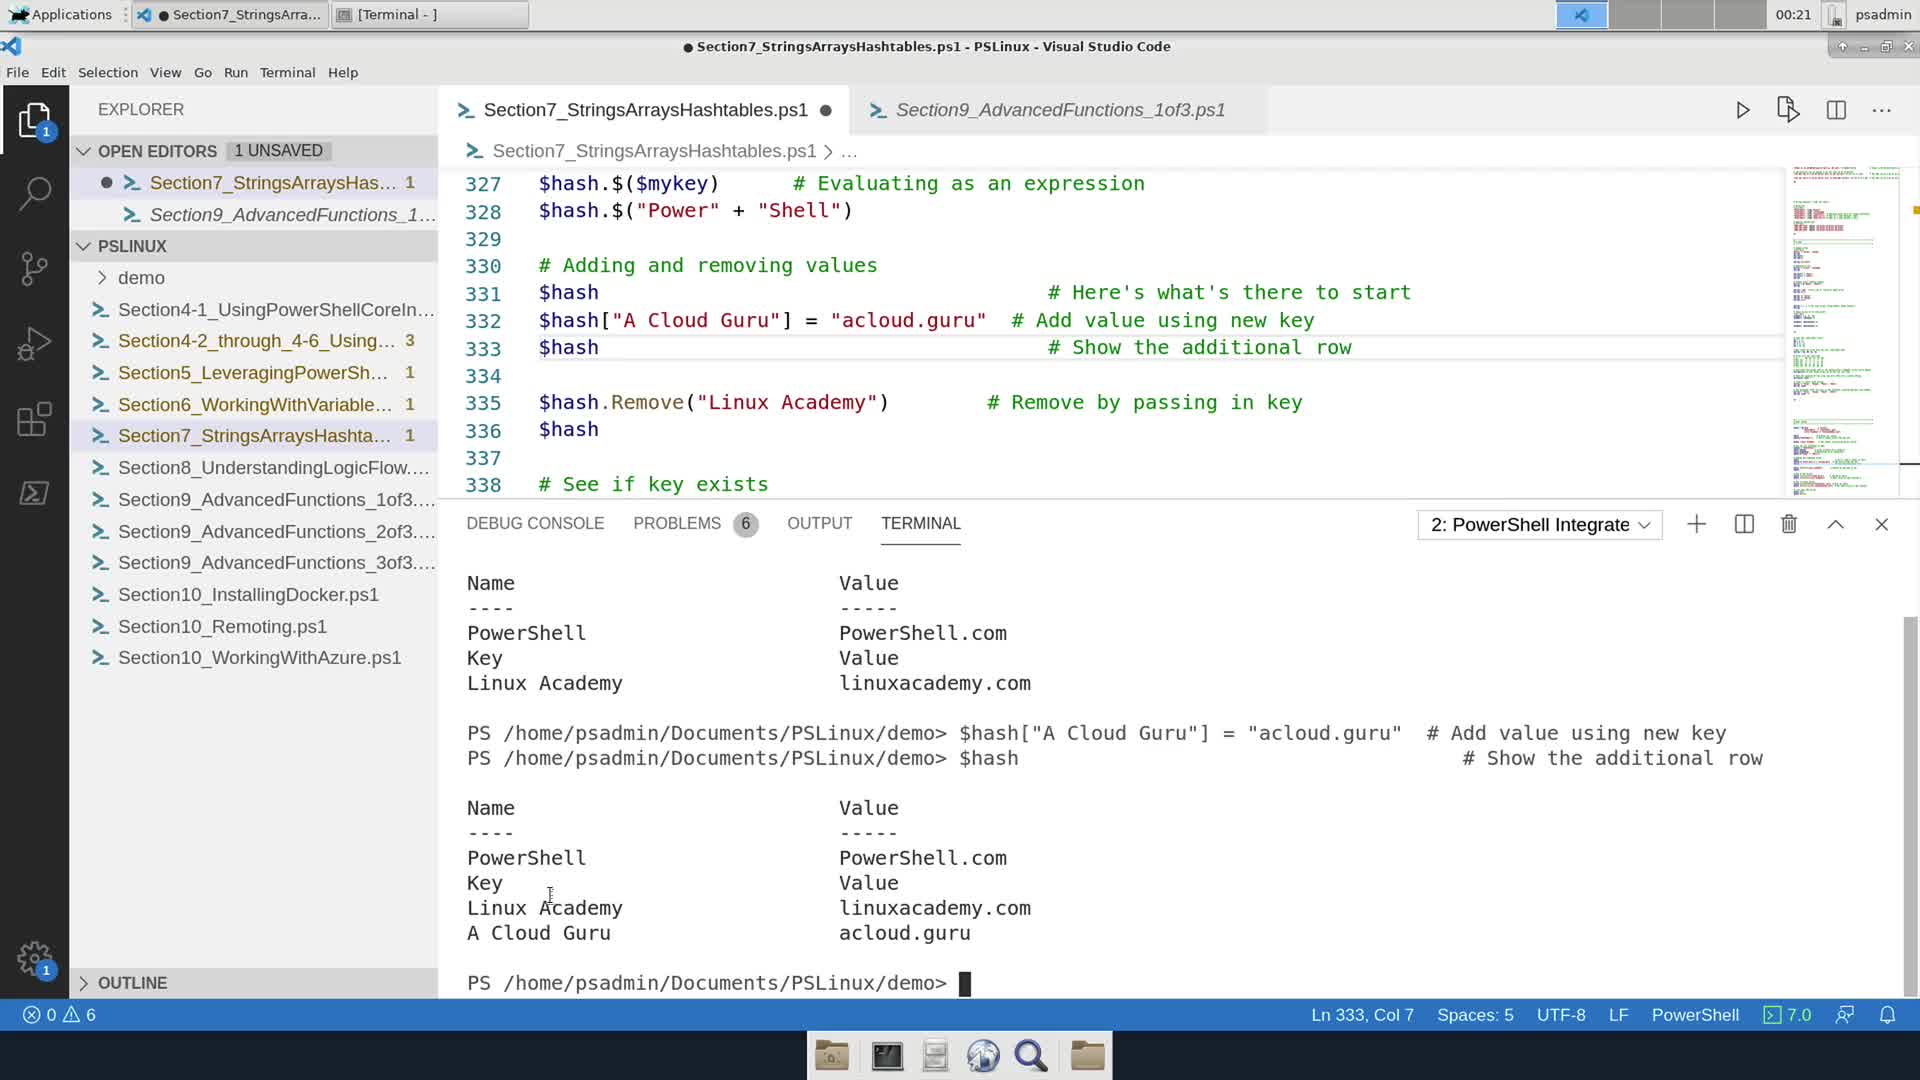 Applications
● Section7_StringsArra...
[Terminal - ]
00:21
psadmin
● Section7_StringsArraysHashtables.ps1 - PSLinux - Visual Studio Code
File Edit Selection View Go Run Terminal Help
EXPLORER
1
OPEN EDITORS 1 UNSAVED
● Section7_StringsArraysHas... 1
Section9_AdvancedFunctions_1...
PSLINUX
demo
Section4-1_UsingPowerShellCoreIn...
Section4-2_through_4-6_Using... 3
Section5_LeveragingPowerSh... 1
Section6_WorkingWithVariable... 1
Section7_StringsArraysHashta... 1
Section8_UnderstandingLogicFlow....
Section9_AdvancedFunctions_1of3....
Section9_AdvancedFunctions_2of3....
Section9_AdvancedFunctions_3of3....
Section10_InstallingDocker.ps1
Section10_Remoting.ps1
Section10_WorkingWithAzure.ps1
1
OUTLINE
Section7_StringsArraysHashtables.ps1 ●
Section9_AdvancedFunctions_1of3.ps1
Section7_StringsArraysHashtables.ps1 > ...
327 $hash.$($mykey) # Evaluating as an expression
328 $hash.$("Power" + "Shell")
329
330 # Adding and removing values
331 $hash # Here's what's there to start
332 $hash["A Cloud Guru"] = "acloud.guru" # Add value using new key
333 $hash # Show the additional row
334
335 $hash.Remove("Linux Academy") # Remove by passing in key
336 $hash
337
338 # See if key exists
DEBUG CONSOLE PROBLEMS 6 OUTPUT TERMINAL
2: PowerShell Integrate
Name Value
---- -----
PowerShell PowerShell.com
Key Value
Linux Academy linuxacademy.com
PS /home/psadmin/Documents/PSLinux/demo> $hash["A Cloud Guru"] = "acloud.guru" # Add value using new key
PS /home/psadmin/Documents/PSLinux/demo> $hash # Show the additional row
Name Value
---- -----
PowerShell PowerShell.com
Key Value
Linux Academy linuxacademy.com
A Cloud Guru acloud.guru
PS /home/psadmin/Documents/PSLinux/demo>
0 6
Ln 333, Col 7 Spaces: 5 UTF-8 LF PowerShell 7.0